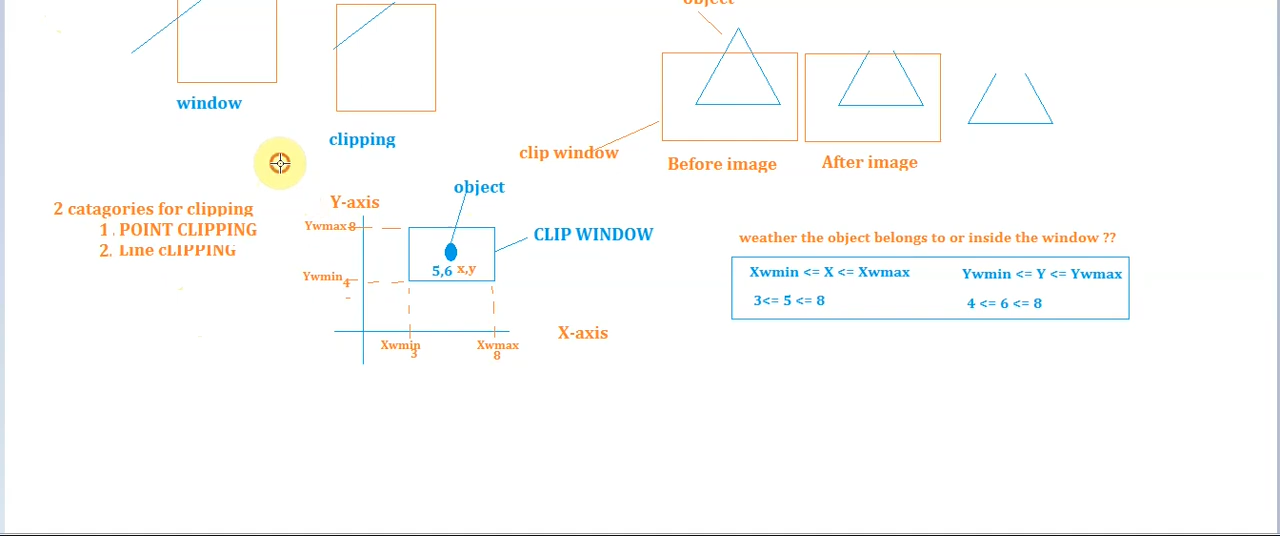 object
window
clipping
clip window
Before image
After image
object
2 catagories for clipping
1. POINT CLIPPING
2. Line cLIPPING
Y-axis
Ywmax 8
CLIP WINDOW
5,6 x,y
Ywmin 4
X-axis
Xwmin
3
Xwmax
8
weather the object belongs to or inside the window ??
Xwmin <= X <= Xwmax
Ywmin <= Y <= Ywmax
3<= 5 <= 8
4 <= 6 <= 8